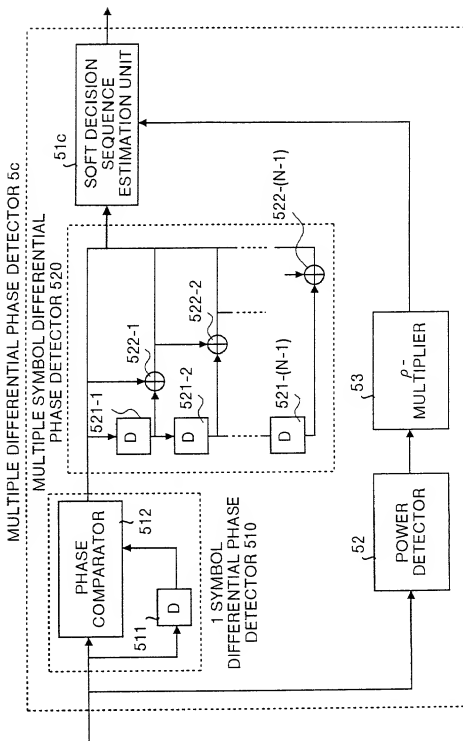 MULTIPLE DIFFERENTIAL PHASE DETECTOR 5c
MULTIPLE SYMBOL DIFFERENTIAL
PHASE DETECTOR 520
51c
SOFT DECISION
SEQUENCE
ESTIMATION UNIT
522-1
522-2
522-(N-1)
521-1
521-2
521-(N-1)
D
D
D
PHASE
COMPARATOR
512
511
D
1 SYMBOL
DIFFERENTIAL PHASE
DETECTOR 510
52
POWER
DETECTOR
53
ρ-
MULTIPLIER